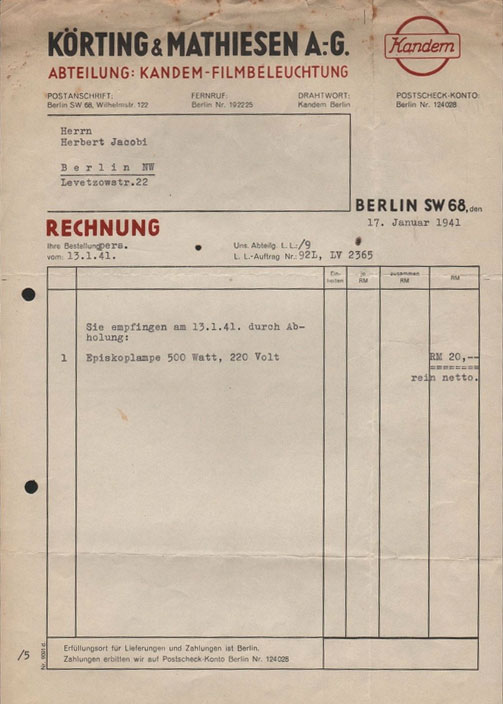 KÖRTING & MATHIESEN A.-G.
Kandem
ABTEILUNG: KANDEM-FILMBELEUCHTUNG
POSTANSCHRIFT: FERNRUF: DRAHTWORT: POSTSCHECK-KONTO:
Berlin SW 68, Wilhelmstr. 122 Berlin Nr. 192225 Kandem Berlin Berlin Nr. 124028
Herrn
Herbert Jacobi
Berlin NW
Levetzowstr.22
BERLIN SW 68, den
17. Januar 1941
RECHNUNG
Ihre Bestellung pers. Uns. Abteilg. L. L.: /9
vom: 13.1.41. L. L.-Auftrag Nr.: 92L, LV 2365
Ein- je zusammen RM
heiten RM RM
Sie empfingen am 13.1.41. durch Ab-
holung:
1 Episkoplampe 500 Watt, 220 Volt RM 20,--
rein netto.
/5
Erfüllungsort für Lieferungen und Zahlungen ist Berlin.
Zahlungen erbitten wir auf Postscheck-Konto Berlin Nr. 124028